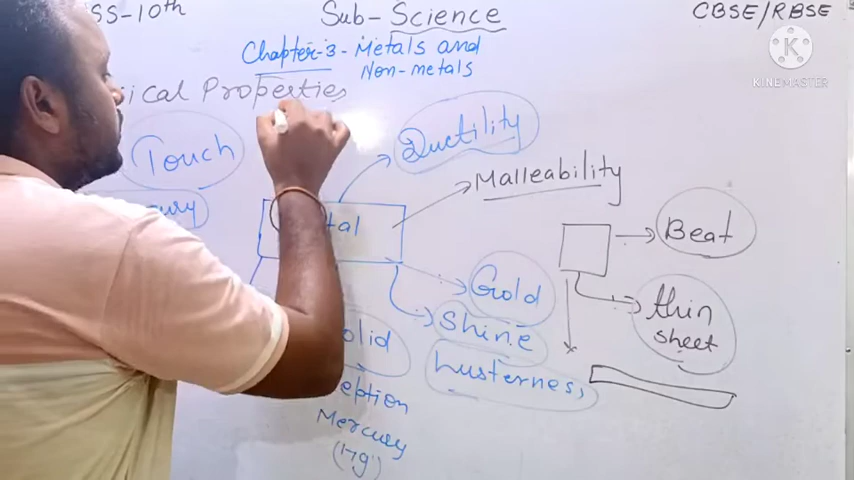 SS-10th
Sub-Science
CBSE/RBSE
Chapter-3-Metals and
Non-metals
ical Properties
K
KINEMASTER
Touch
Ductility
Malleability
ury
tal
Beat
Gold
thin
sheet
Shine
Lusterness,
olid
eption
Mercury
(Hg)